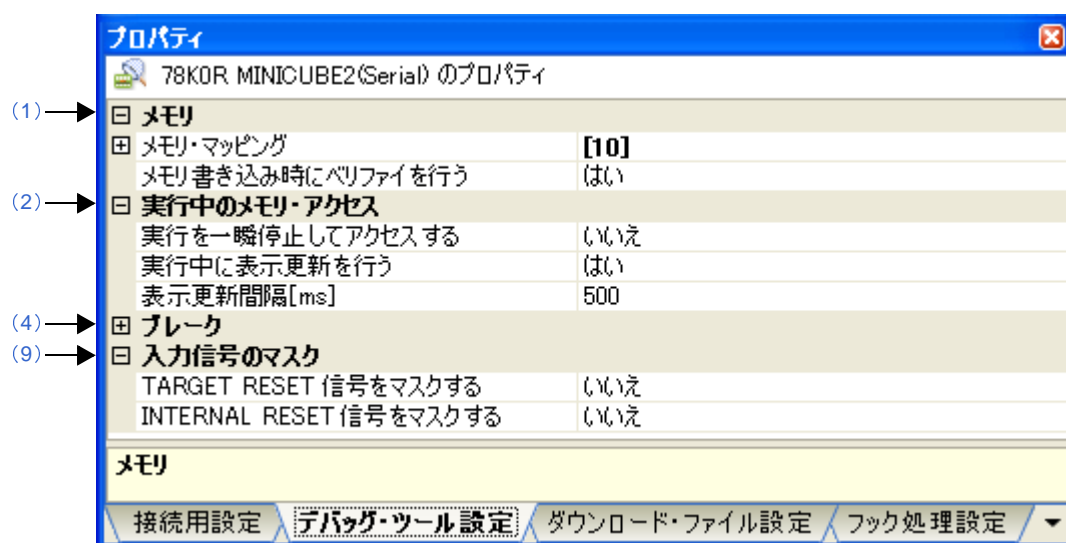 プロパティ
78K0R MINICUBE2(Serial) のプロパティ
(1) メモリ
メモリ・マッピング [10]
メモリ書き込み時にベリファイを行う はい
(2) 実行中のメモリ・アクセス
実行を一瞬停止してアクセスする いいえ
実行中に表示更新を行う はい
表示更新間隔[ms] 500
(4) ブレーク
(9) 入力信号のマスク
TARGET RESET 信号をマスクする いいえ
INTERNAL RESET 信号をマスクする いいえ
メモリ
接続用設定 デバッグ・ツール設定 ダウンロード・ファイル設定 フック処理設定